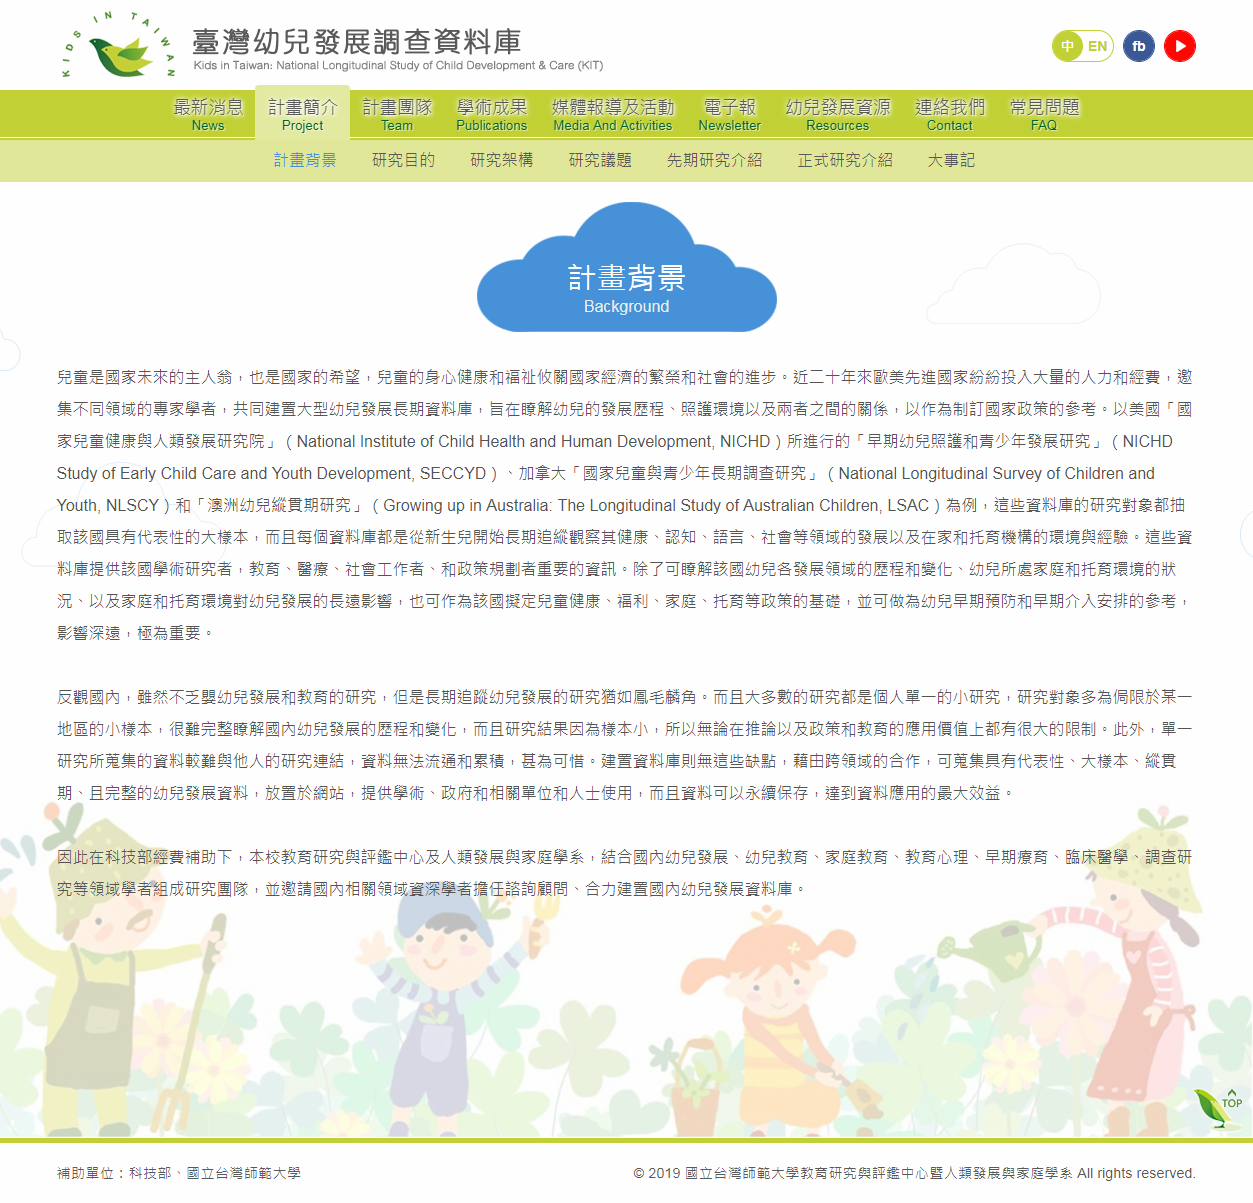 KIDS IN TAIWAN
臺灣幼兒發展調查資料庫
Kids in Taiwan: National Longitudinal Study of Child Development & Care (KIT)
中 EN fb
最新消息 計畫簡介 計畫團隊 學術成果 媒體報導及活動 電子報 幼兒發展資源 連絡我們 常見問題
News Project Team Publications Media And Activities Newsletter Resources Contact FAQ
計畫背景 研究目的 研究架構 研究議題 先期研究介紹 正式研究介紹 大事記
計畫背景
Background
兒童是國家未來的主人翁，也是國家的希望，兒童的身心健康和福祉攸關國家經濟的繁榮和社會的進步。近二十年來歐美先進國家紛紛投入大量的人力和經費，邀
集不同領域的專家學者，共同建置大型幼兒發展長期資料庫，旨在瞭解幼兒的發展歷程、照護環境以及兩者之間的關係，以作為制訂國家政策的參考。以美國「國
家兒童健康與人類發展研究院」（National Institute of Child Health and Human Development, NICHD）所進行的「早期幼兒照護和青少年發展研究」（NICHD
Study of Early Child Care and Youth Development, SECCYD）、加拿大「國家兒童與青少年長期調查研究」（National Longitudinal Survey of Children and
Youth, NLSCY）和「澳洲幼兒縱貫期研究」（Growing up in Australia: The Longitudinal Study of Australian Children, LSAC）為例，這些資料庫的研究對象都抽
取該國具有代表性的大樣本，而且每個資料庫都是從新生兒開始長期追縱觀察其健康、認知、語言、社會等領域的發展以及在家和托育機構的環境與經驗。這些資
料庫提供該國學術研究者，教育、醫療、社會工作者、和政策規劃者重要的資訊。除了可瞭解該國幼兒各發展領域的歷程和變化、幼兒所處家庭和托育環境的狀
況、以及家庭和托育環境對幼兒發展的長遠影響，也可作為該國擬定兒童健康、福利、家庭、托育等政策的基礎，並可做為幼兒早期預防和早期介入安排的參考，
影響深遠，極為重要。
反觀國內，雖然不乏嬰幼兒發展和教育的研究，但是長期追蹤幼兒發展的研究猶如鳳毛麟角。而且大多數的研究都是個人單一的小研究，研究對象多為侷限於某一
地區的小樣本，很難完整瞭解國內幼兒發展的歷程和變化，而且研究結果因為樣本小，所以無論在推論以及政策和教育的應用價值上都有很大的限制。此外，單一
研究所蒐集的資料較難與他人的研究連結，資料無法流通和累積，甚為可惜。建置資料庫則無這些缺點，藉由跨領域的合作，可蒐集具有代表性、大樣本、縱貫
期、且完整的幼兒發展資料，放置於網站，提供學術、政府和相關單位和人士使用，而且資料可以永續保存，達到資料應用的最大效益。
因此在科技部經費補助下，本校教育研究與評鑑中心及人類發展與家庭學系，結合國內幼兒發展、幼兒教育、家庭教育、教育心理、早期療育、臨床醫學、調查研
究等領域學者組成研究團隊，並邀請國內相關領域資深學者擔任諮詢顧問、合力建置國內幼兒發展資料庫。
TOP
補助單位：科技部、國立台灣師範大學
© 2019 國立台灣師範大學教育研究與評鑑中心暨人類發展與家庭學系 All rights reserved.